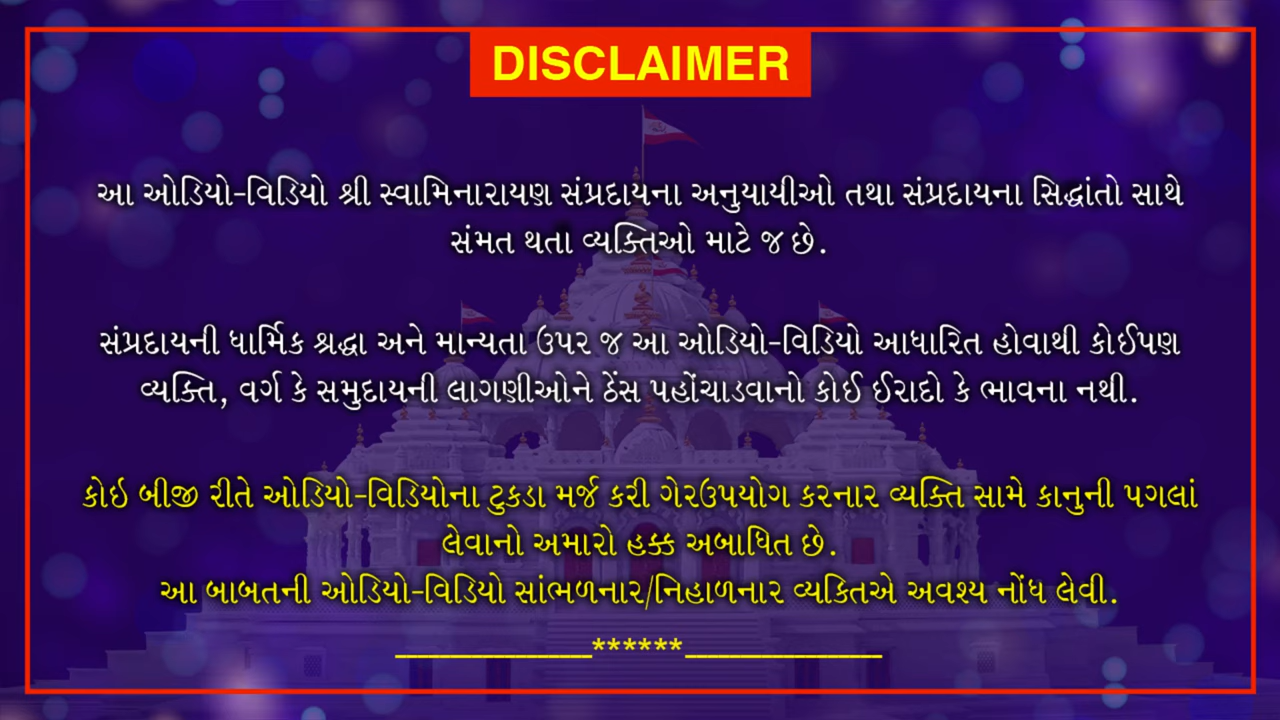 DISCLAIMER
આ ઓડિયો-વિડિયો શ્રી સ્વામિનારાયણ સંપ્રદાયના અનુયાયીઓ તથા સંપ્રદાયના સિદ્ધાંતો સાથે
સંમત થતા વ્યક્તિઓ માટે જ છે.
સંપ્રદાયની ધાર્મિક શ્રદ્ધા અને માન્યતા ઉપર જ આ ઓડિયો-વિડિયો આધારિત હોવાથી કોઈપણ
વ્યક્તિ, વર્ગ કે સમુદાયની લાગણીઓને ઠેંસ પહોંચાડવાનો કોઈ ઈરાદો કે ભાવના નથી.
કોઇ બીજી રીતે ઓડિયો-વિડિયોના ટુકડા મર્જ કરી ગેરઉપયોગ કરનાર વ્યક્તિ સામે કાનુની પગલાં
લેવાનો અમારો હક્ક અબાધિત છે.
આ બાબતની ઓડિયો-વિડિયો સાંભળનાર/નિહાળનાર વ્યકિતએ અવશ્ય નોંધ લેવી.
______________******______________